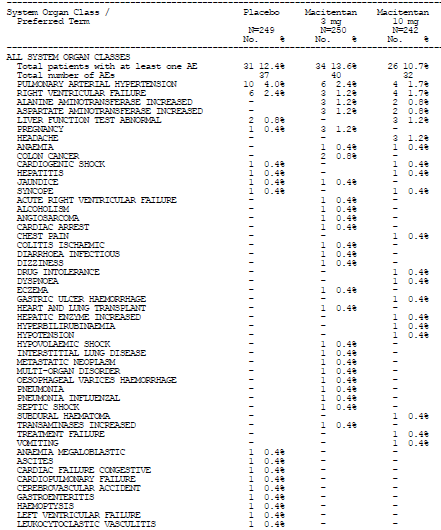 System Organ Class / Placebo Macitentan Macitentan
Preferred Term 3 mg 10 mg
N=249 N=250 N=242
No. % No. % No. %
ALL SYSTEM ORGAN CLASSES
Total patients with at least one AE 31 12.4% 34 13.6% 26 10.7%
Total number of AEs 37 40 32
PULMONARY ARTERIAL HYPERTENSION 10 4.0% 6 2.4% 4 1.7%
RIGHT VENTRICULAR FAILURE 6 2.4% 3 1.2% 4 1.7%
ALANINE AMINOTRANSFERASE INCREASED - 3 1.2% 2 0.8%
ASPARTATE AMINOTRANSFERASE INCREASED - 3 1.2% 2 0.8%
LIVER FUNCTION TEST ABNORMAL 2 0.8% - 3 1.2%
PREGNANCY 1 0.4% 3 1.2% -
HEADACHE - - 3 1.2%
ANAEMIA - 1 0.4% 1 0.4%
COLON CANCER - 2 0.8% -
CARDIOGENIC SHOCK 1 0.4% - 1 0.4%
HEPATITIS 1 0.4% - 1 0.4%
JAUNDICE 1 0.4% 1 0.4% -
SYNCOPE 1 0.4% - 1 0.4%
ACUTE RIGHT VENTRICULAR FAILURE - 1 0.4% -
ALCOHOLISM - 1 0.4% -
ANGIOSARCOMA - 1 0.4% -
CARDIAC ARREST - 1 0.4% -
CHEST PAIN - - 1 0.4%
COLITIS ISCHAEMIC - 1 0.4% -
DIARRHOEA INFECTIOUS - 1 0.4% -
DIZZINESS - 1 0.4% -
DRUG INTOLERANCE - - 1 0.4%
DYSPNOEA - - 1 0.4%
ECZEMA - 1 0.4% -
GASTRIC ULCER HAEMORRHAGE - - 1 0.4%
HEART AND LUNG TRANSPLANT - 1 0.4% -
HEPATIC ENZYME INCREASED - - 1 0.4%
HYPERBILIRUBINAEMIA - - 1 0.4%
HYPOTENSION - - 1 0.4%
HYPOVOLAEMIC SHOCK - 1 0.4% -
INTERSTITIAL LUNG DISEASE - 1 0.4% -
METASTATIC NEOPLASM - 1 0.4% -
MULTI-ORGAN DISORDER - 1 0.4% -
OESOPHAGEAL VARICES HAEMORRHAGE - 1 0.4% -
PNEUMONIA - 1 0.4% -
PNEUMONIA INFLUENZAL - 1 0.4% -
SEPTIC SHOCK - 1 0.4% -
SUBDURAL HAEMATOMA - - 1 0.4%
TRANSAMINASES INCREASED - 1 0.4% -
TREATMENT FAILURE - - 1 0.4%
VOMITING - - 1 0.4%
ANAEMIA MEGALOBLASTIC 1 0.4% - -
ASCITES 1 0.4% - -
CARDIAC FAILURE CONGESTIVE 1 0.4% - -
CARDIOPULMONARY FAILURE 1 0.4% - -
CEREBROVASCULAR ACCIDENT 1 0.4% - -
GASTROENTERITIS 1 0.4% - -
HAEMOPTYSIS 1 0.4% - -
LEFT VENTRICULAR FAILURE 1 0.4% - -
LEUKOCYTOCLASTIC VASCULITIS 1 0.4% - -